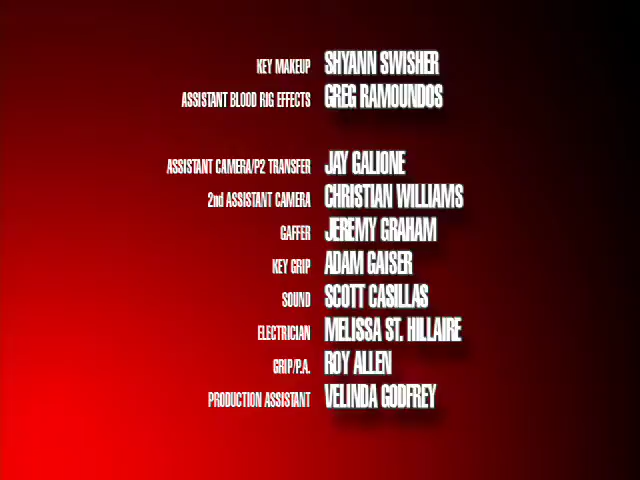 KEY MAKEUP SHYANN SWISHER
ASSISTANT BLOOD RIG EFFECTS GREG RAMOUNDOS
ASSISTANT CAMERA/P2 TRANSFER JAY GALIONE
2nd ASSISTANT CAMERA CHRISTIAN WILLIAMS
GAFFER JEREMY GRAHAM
KEY GRIP ADAM GAISER
SOUND SCOTT CASILLAS
ELECTRICIAN MELISSA ST. HILLAIRE
GRIP/P.A. ROY ALLEN
PRODUCTION ASSISTANT VELINDA GODFREY